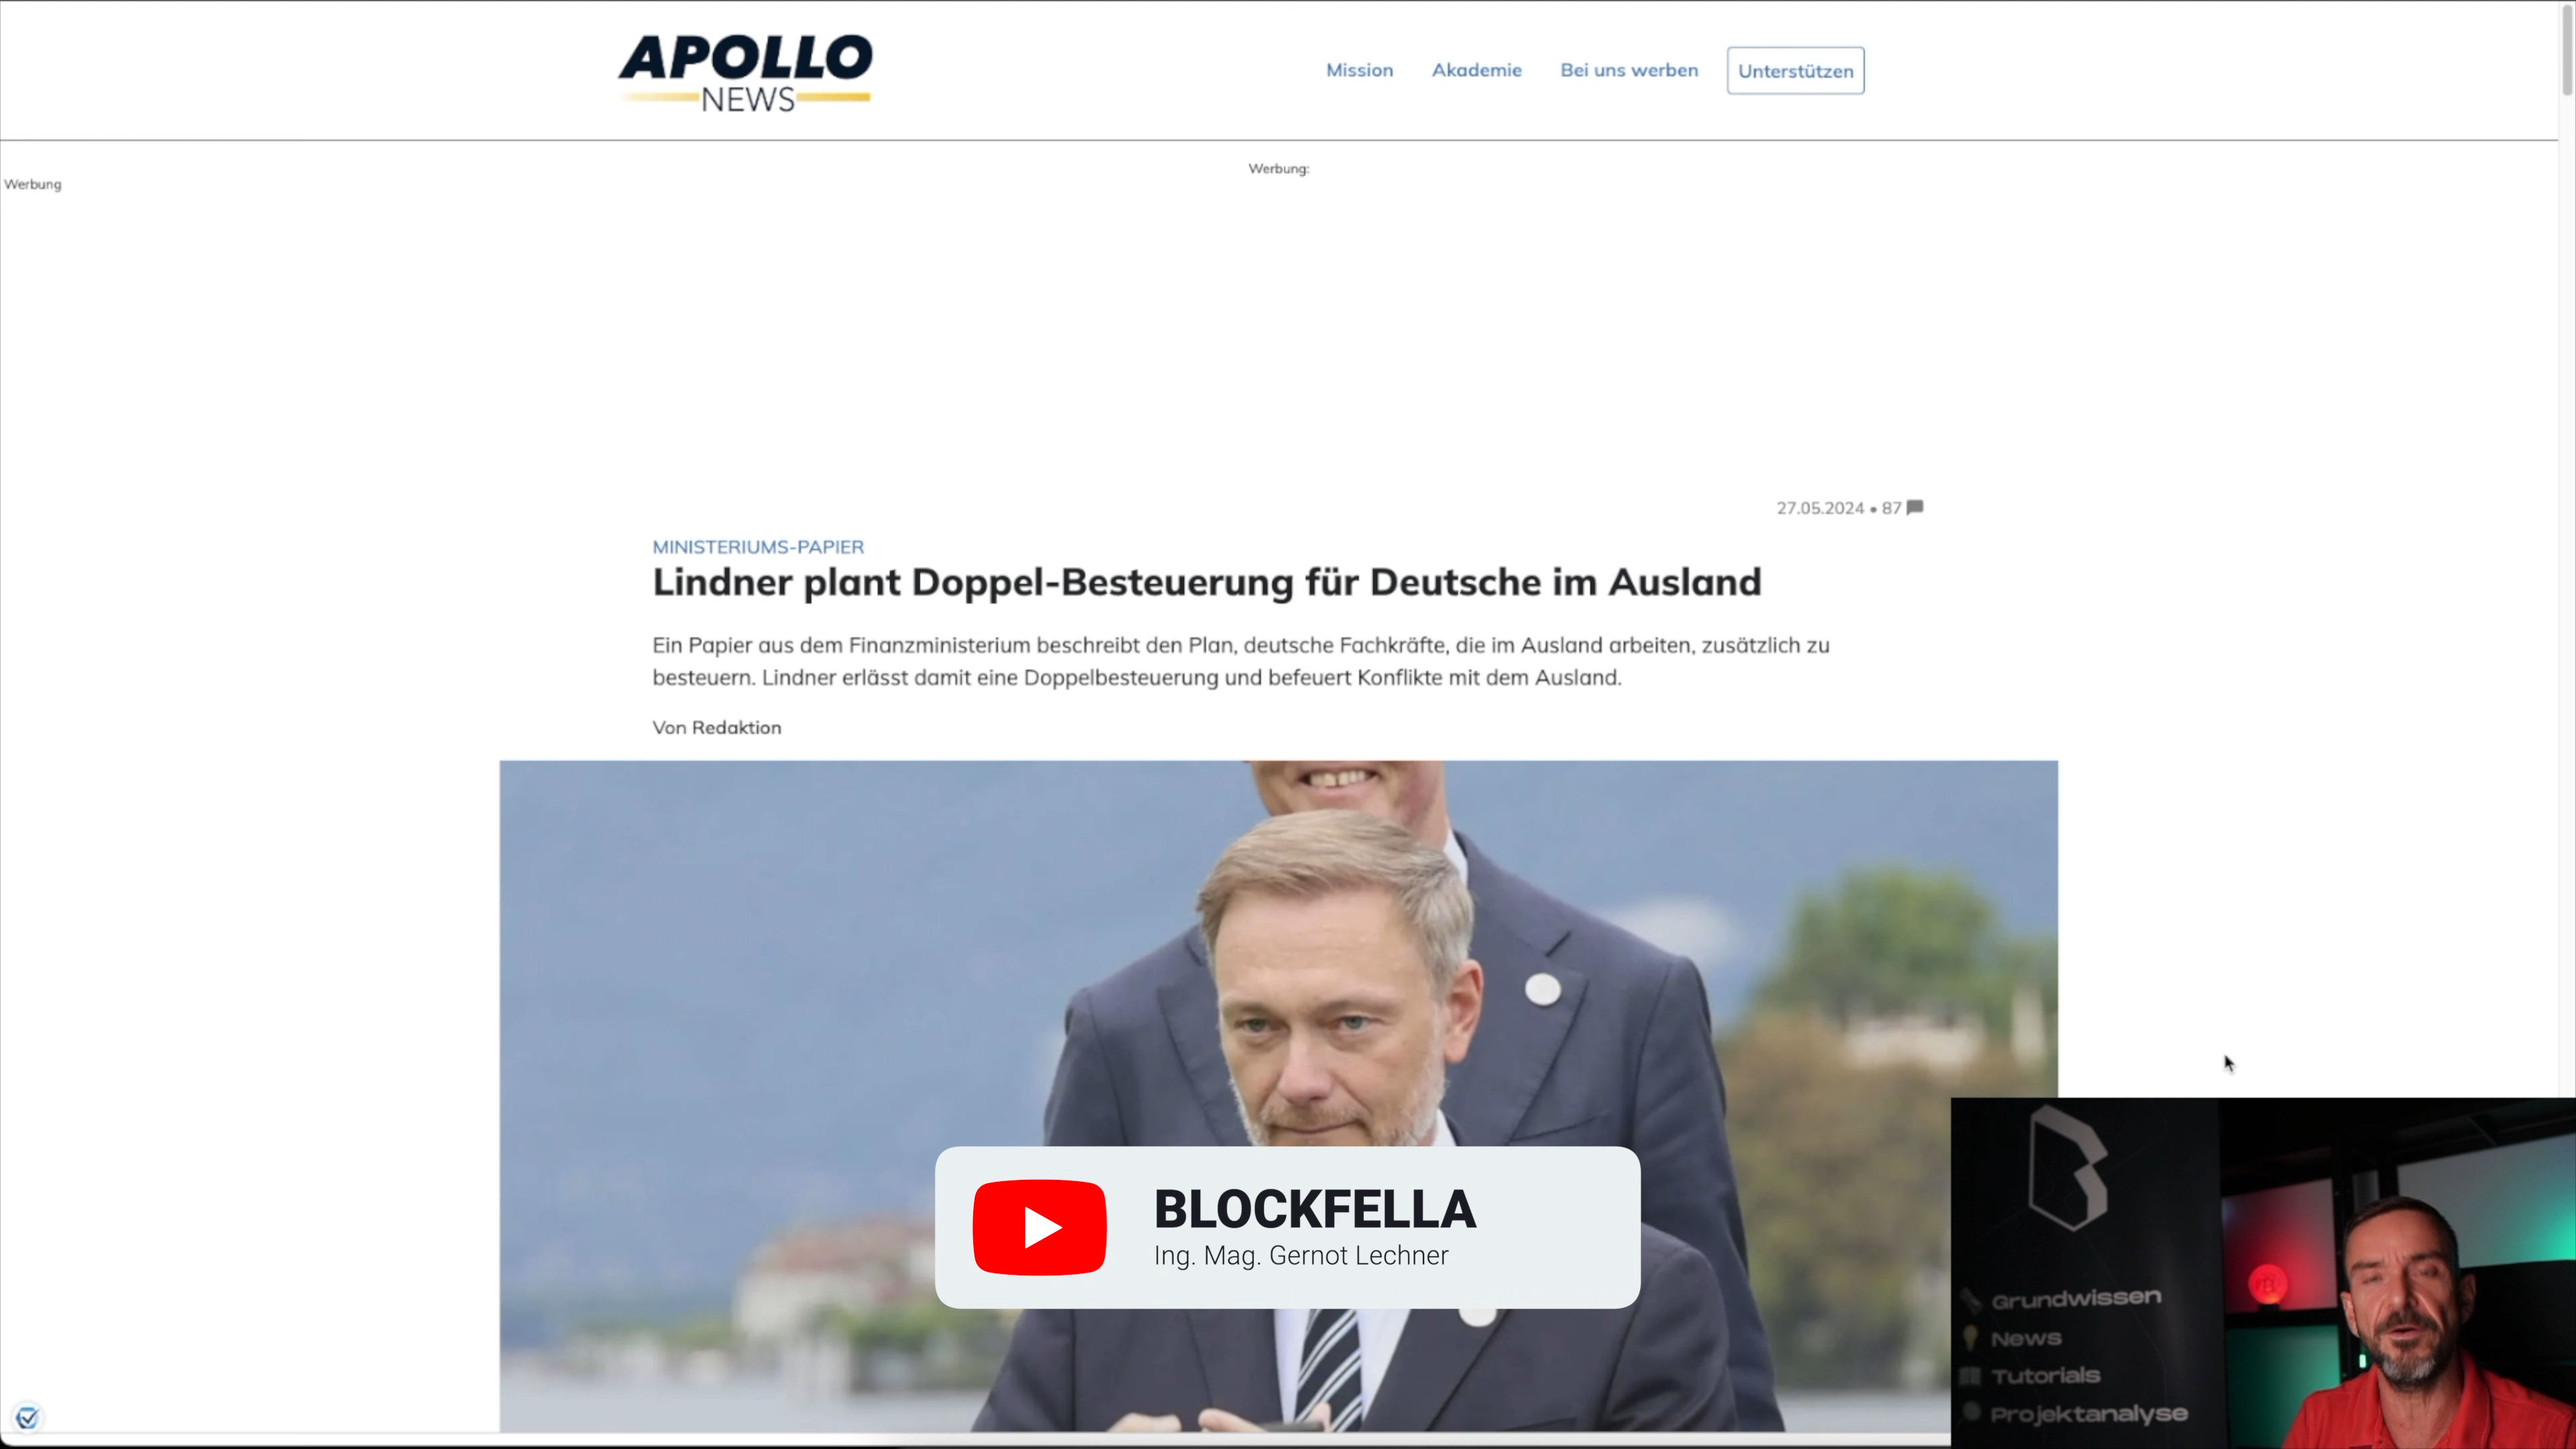 APOLLO
NEWS
Mission Akademie Bei uns werben Unterstützen
Werbung
Werbung:
27.05.2024 • 87
MINISTERIUMS-PAPIER
Lindner plant Doppel-Besteuerung für Deutsche im Ausland
Ein Papier aus dem Finanzministerium beschreibt den Plan, deutsche Fachkräfte, die im Ausland arbeiten, zusätzlich zu
besteuern. Lindner erlässt damit eine Doppelbesteuerung und befeuert Konflikte mit dem Ausland.
Von Redaktion
BLOCKFELLA
Ing. Mag. Gernot Lechner
Grundwissen
News
Tutorials
Projektanalyse